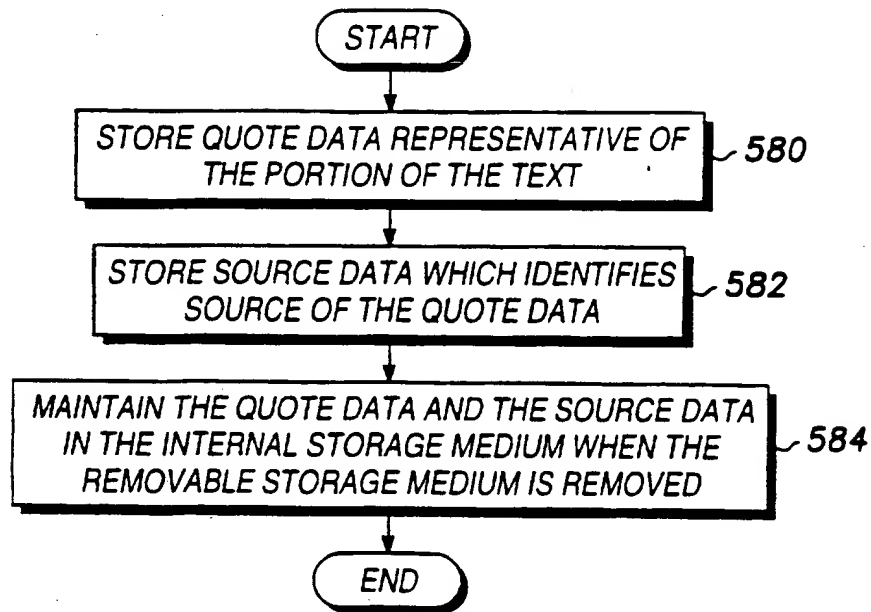 START
STORE QUOTE DATA REPRESENTATIVE OF
THE PORTION OF THE TEXT
580
STORE SOURCE DATA WHICH IDENTIFIES
SOURCE OF THE QUOTE DATA
582
MAINTAIN THE QUOTE DATA AND THE SOURCE DATA
IN THE INTERNAL STORAGE MEDIUM WHEN THE
REMOVABLE STORAGE MEDIUM IS REMOVED
584
END